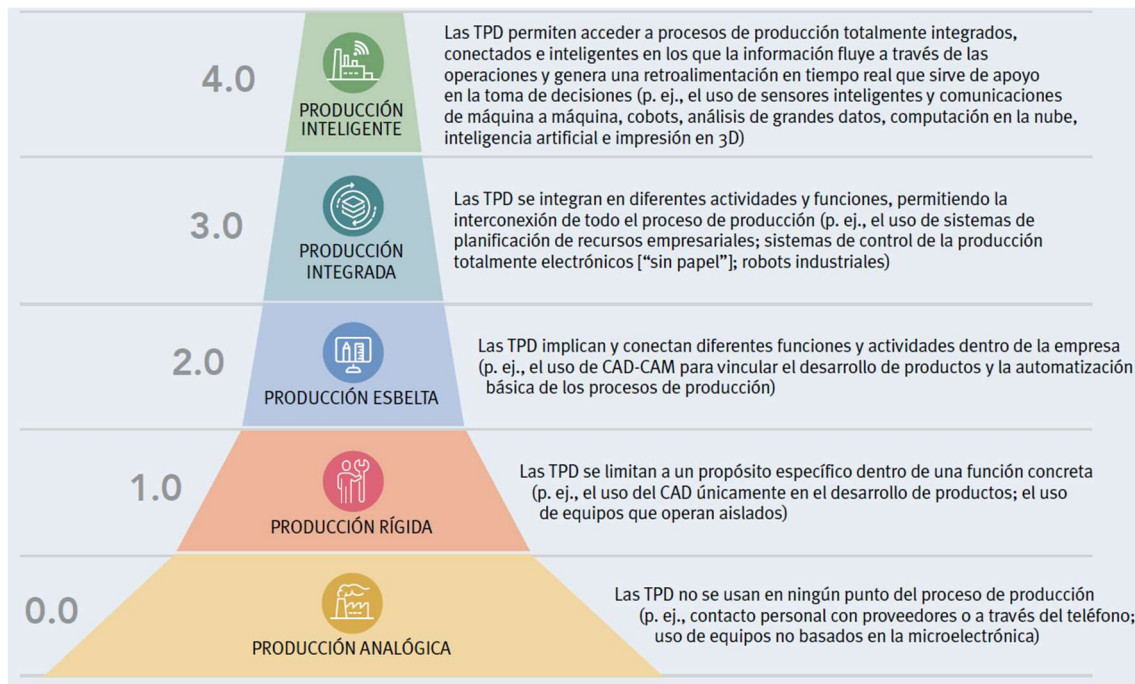 4.0
PRODUCCIÓN
INTELIGENTE
Las TPD permiten acceder a procesos de producción totalmente integrados,
conectados e inteligentes en los que la información fluye a través de las
operaciones y genera una retroalimentación en tiempo real que sirve de apoyo
en la toma de decisiones (p. ej., el uso de sensores inteligentes y comunicaciones
de máquina a máquina, cobots, análisis de grandes datos, computación en la nube,
inteligencia artificial e impresión en 3D)
3.0
PRODUCCIÓN
INTEGRADA
Las TPD se integran en diferentes actividades y funciones, permitiendo la
interconexión de todo el proceso de producción (p. ej., el uso de sistemas de
planificación de recursos empresariales; sistemas de control de la producción
totalmente electrónicos [“sin papel”]; robots industriales)
2.0
PRODUCCIÓN ESBELTA
Las TPD implican y conectan diferentes funciones y actividades dentro de la empresa
(p. ej., el uso de CAD-CAM para vincular el desarrollo de productos y la automatización
básica de los procesos de producción)
1.0
PRODUCCIÓN RÍGIDA
Las TPD se limitan a un propósito específico dentro de una función concreta
(p. ej., el uso del CAD únicamente en el desarrollo de productos; el uso
de equipos que operan aislados)
0.0
PRODUCCIÓN ANALÓGICA
Las TPD no se usan en ningún punto del proceso de producción
(p. ej., contacto personal con proveedores o a través del teléfono;
uso de equipos no basados en la microelectrónica)